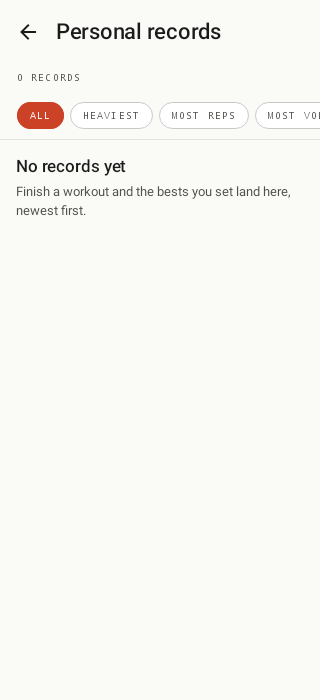 Personal records
0 RECORDS
ALL HEAVIEST MOST REPS MOST
No records yet
Finish a workout and the bests you set land here,
newest first.